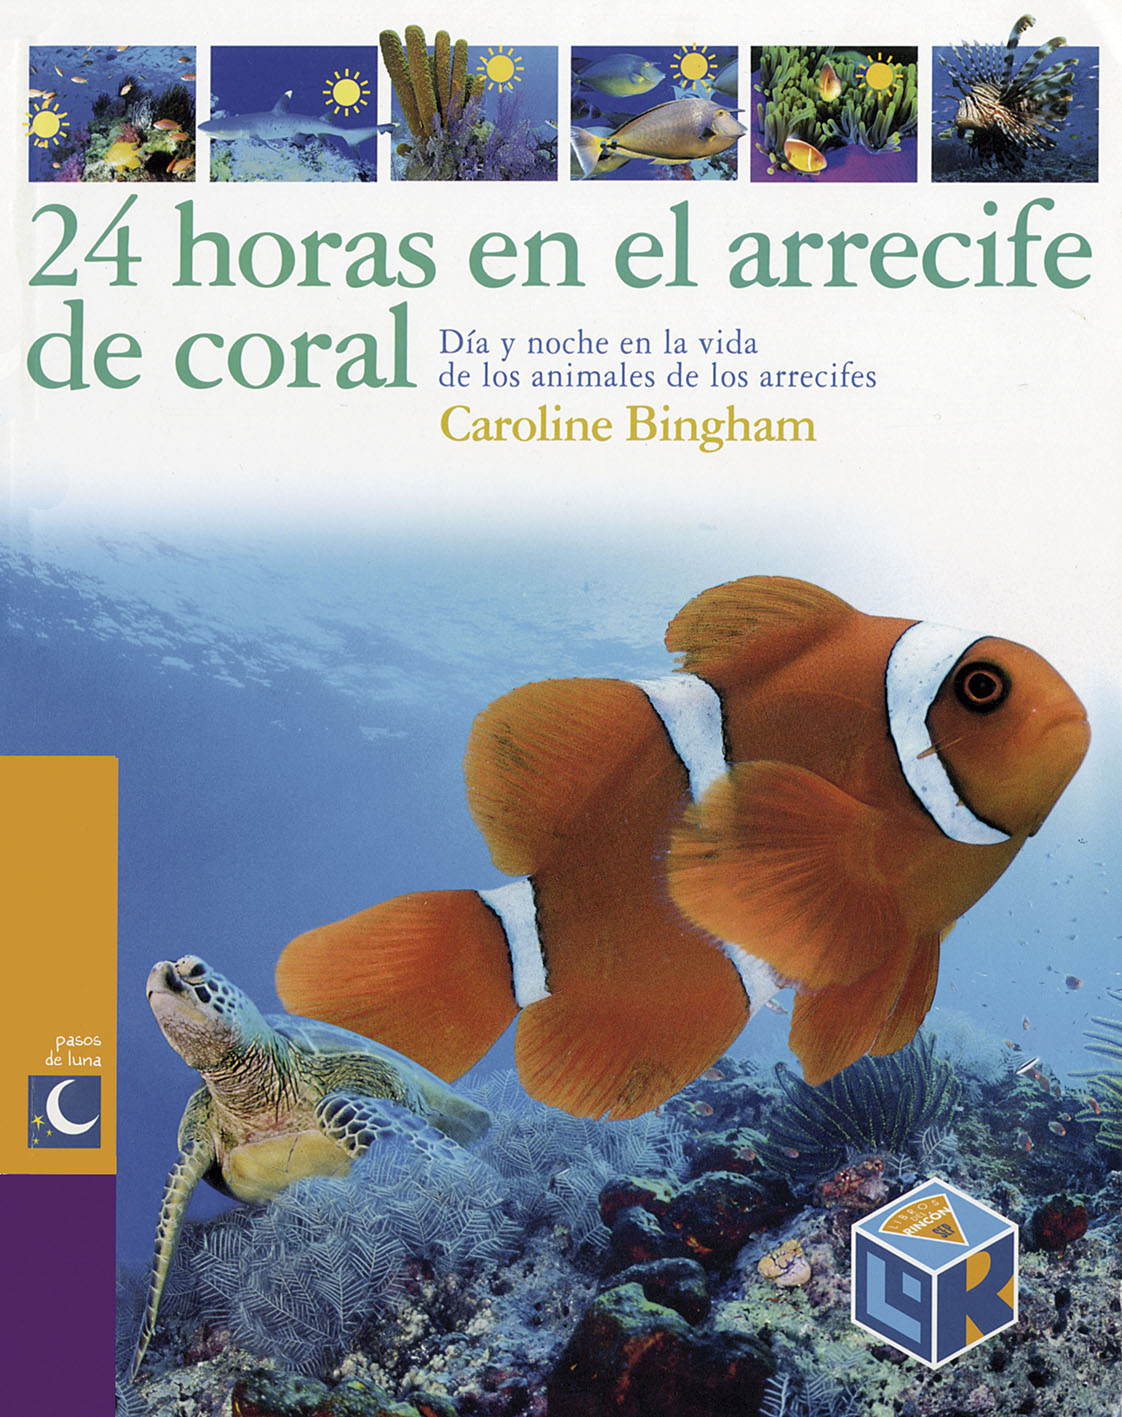 24 horas en el arrecife
de coral
Día y noche en la vida
de los animales de los arrecifes
Caroline Bingham
pasos
de luna
LIBROS
DEL
RINCÓN
SEP
LR